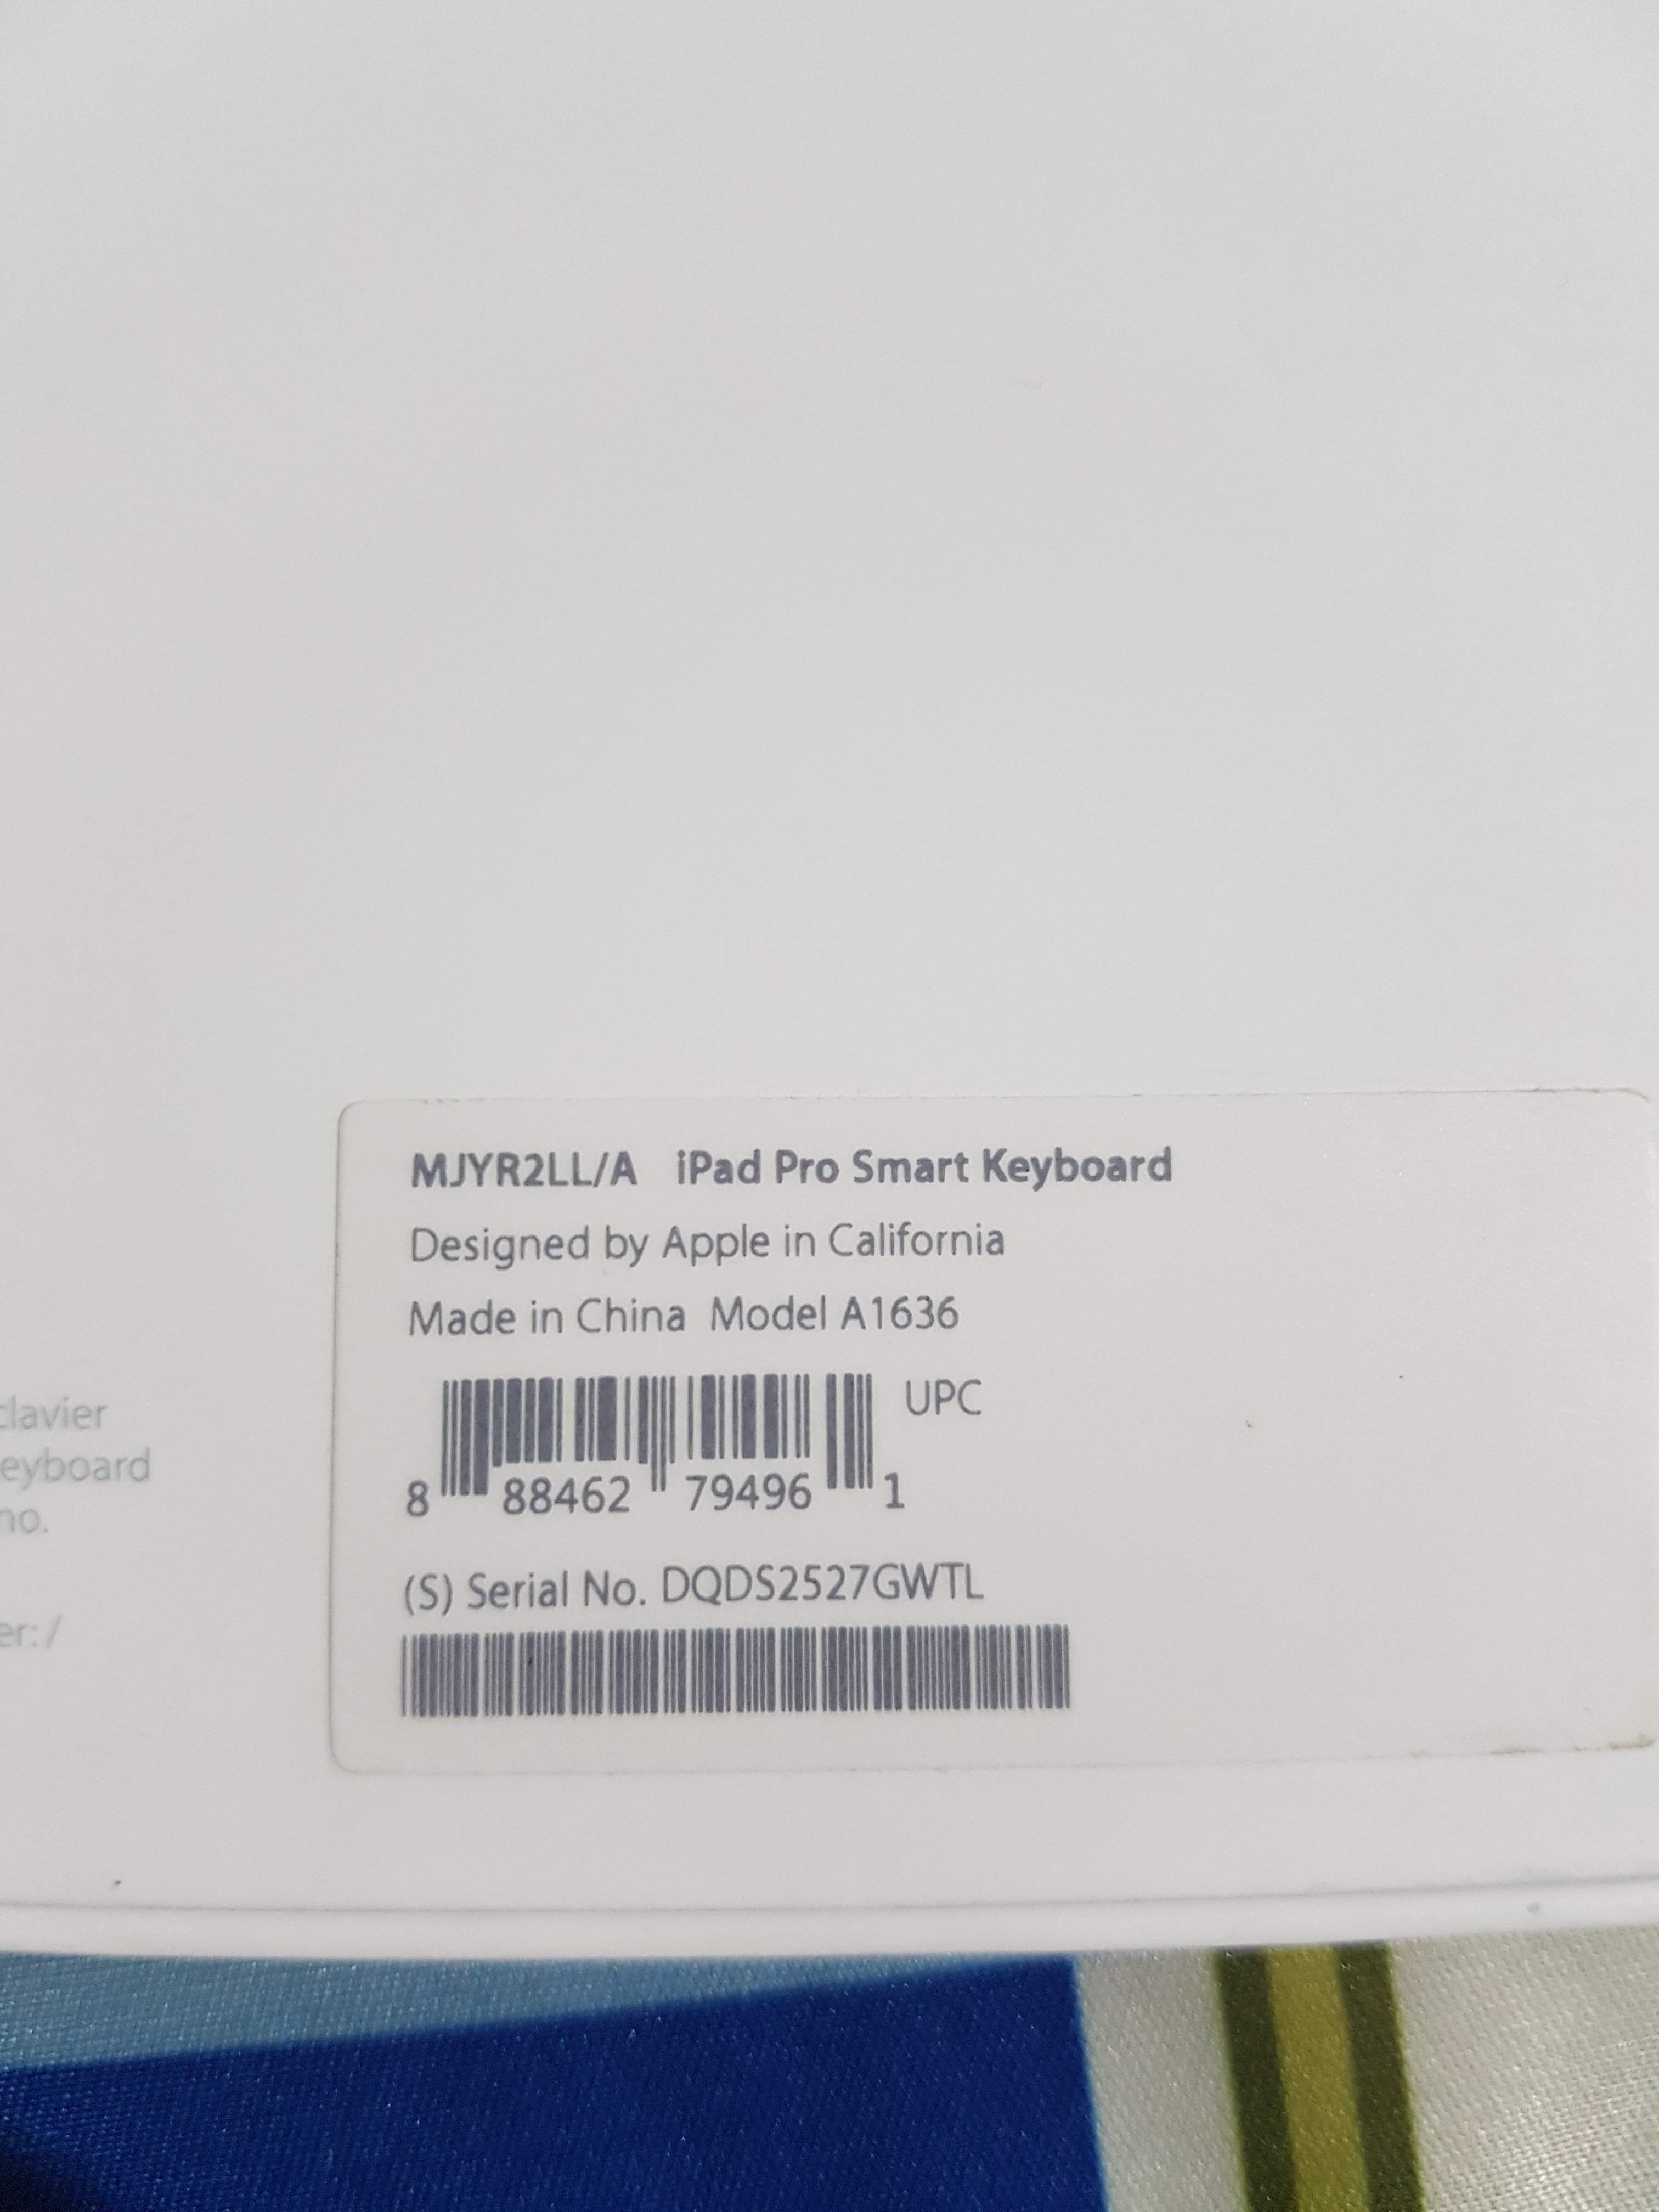 MJYR2LL/A iPad Pro Smart Keyboard
Designed by Apple in California
Made in China Model A1636
UPC
8 88462 79496 1
(S) Serial No. DQDS2527GWTL
clavier
eyboard
no.
er:/